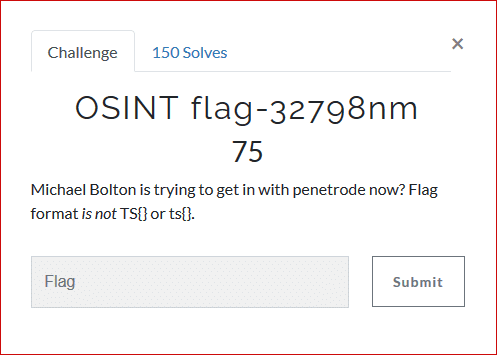 Challenge
150 Solves
×
OSINT flag-32798nm
75
Michael Bolton is trying to get in with penetrode now? Flag
format is not TS{} or ts{}.
Flag
Submit